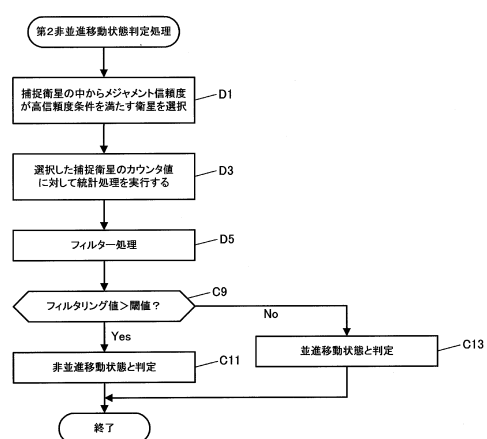 第２非並進移動状態判定処理
捕捉衛星の中からメジャメント信頼度
が高信頼度条件を満たす衛星を選択
D1
選択した捕捉衛星のカウンタ値
に対して統計処理を実行する
D3
フィルター処理
D5
フィルタリング値＞閾値？
C9
No
Yes
非並進移動状態と判定
C11
並進移動状態と判定
C13
終了